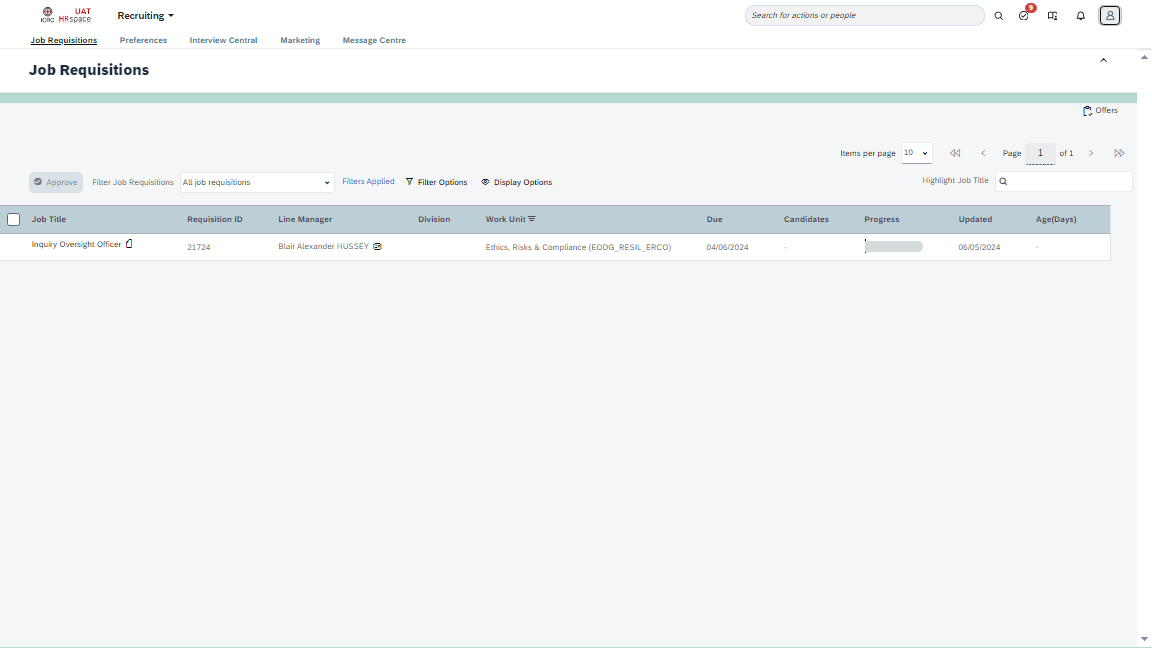 ICRC UAT HRspace Recruiting Search for actions or people 9
Job Requisitions Preferences Interview Central Marketing Message Centre
Job Requisitions
Offers
Items per page 10 Page 1 of 1
Approve Filter Job Requisitions All job requisitions Filters Applied Filter Options Display Options Highlight Job Title
Job Title Requisition ID Line Manager Division Work Unit Due Candidates Progress Updated Age(Days)
Inquiry Oversight Officer 21724 Blair Alexander HUSSEY Ethics, Risks & Compliance (EODG_RESIL_ERCO) 04/06/2024 - 06/05/2024 -